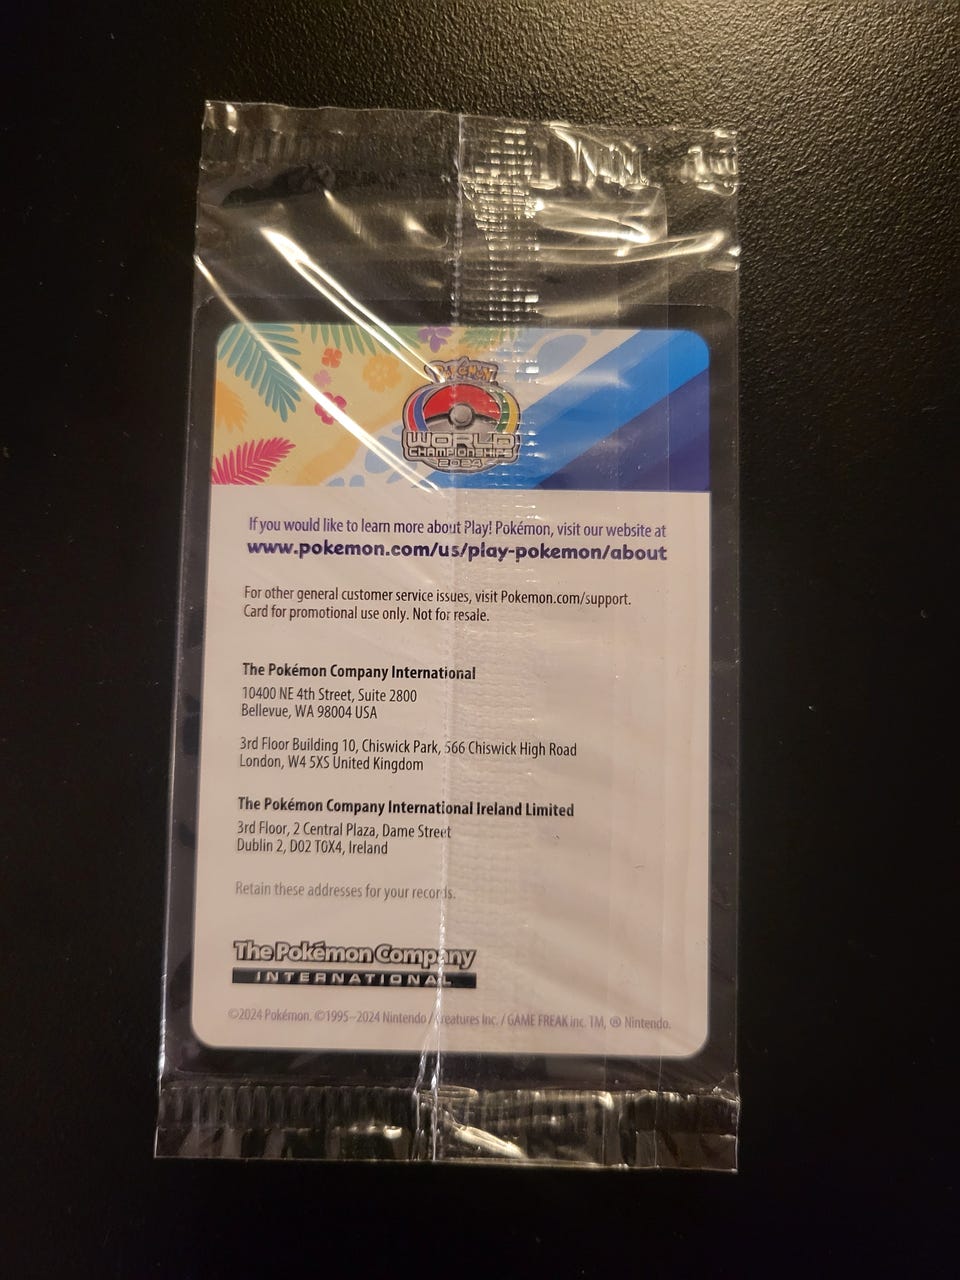 Pokémon
WORLD
CHAMPIONSHIPS
2024
If you would like to learn more about Play! Pokémon, visit our website at
www.pokemon.com/us/play-pokemon/about
For other general customer service issues, visit Pokemon.com/support.
Card for promotional use only. Not for resale.
The Pokémon Company International
10400 NE 4th Street, Suite 2800
Bellevue, WA 98004 USA
3rd Floor Building 10, Chiswick Park, 566 Chiswick High Road
London, W4 5XS United Kingdom
The Pokémon Company International Ireland Limited
3rd Floor, 2 Central Plaza, Dame Street
Dublin 2, D02 T0X4, Ireland
Retain these addresses for your records.
The Pokémon Company
INTERNATIONAL
©2024 Pokémon. ©1995–2024 Nintendo / Creatures Inc. / GAME FREAK inc. TM, ® Nintendo.